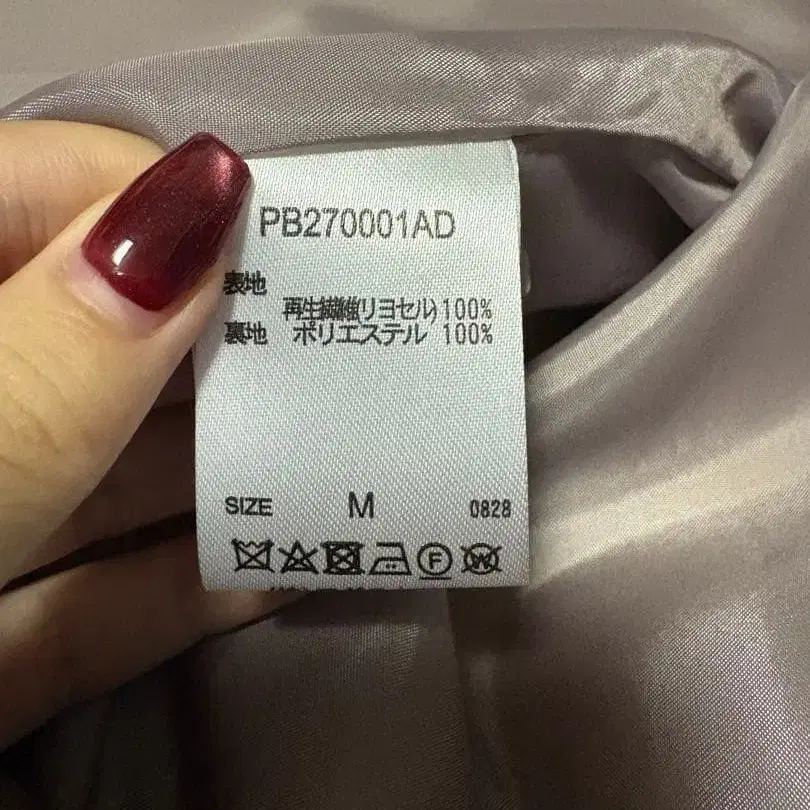 PB270001AD
表地
再生繊維(リヨセル)100%
裏地 ポリエステル 100%
SIZE M 0828
F W